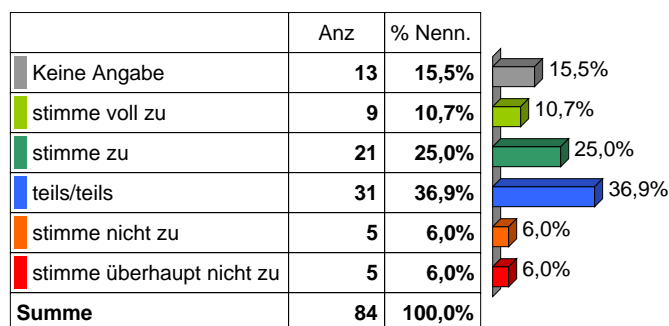 Anz % Nenn.
Keine Angabe 13 15,5% 15,5%
stimme voll zu 9 10,7% 10,7%
stimme zu 21 25,0% 25,0%
teils/teils 31 36,9% 36,9%
stimme nicht zu 5 6,0% 6,0%
stimme überhaupt nicht zu 5 6,0% 6,0%
Summe 84 100,0%